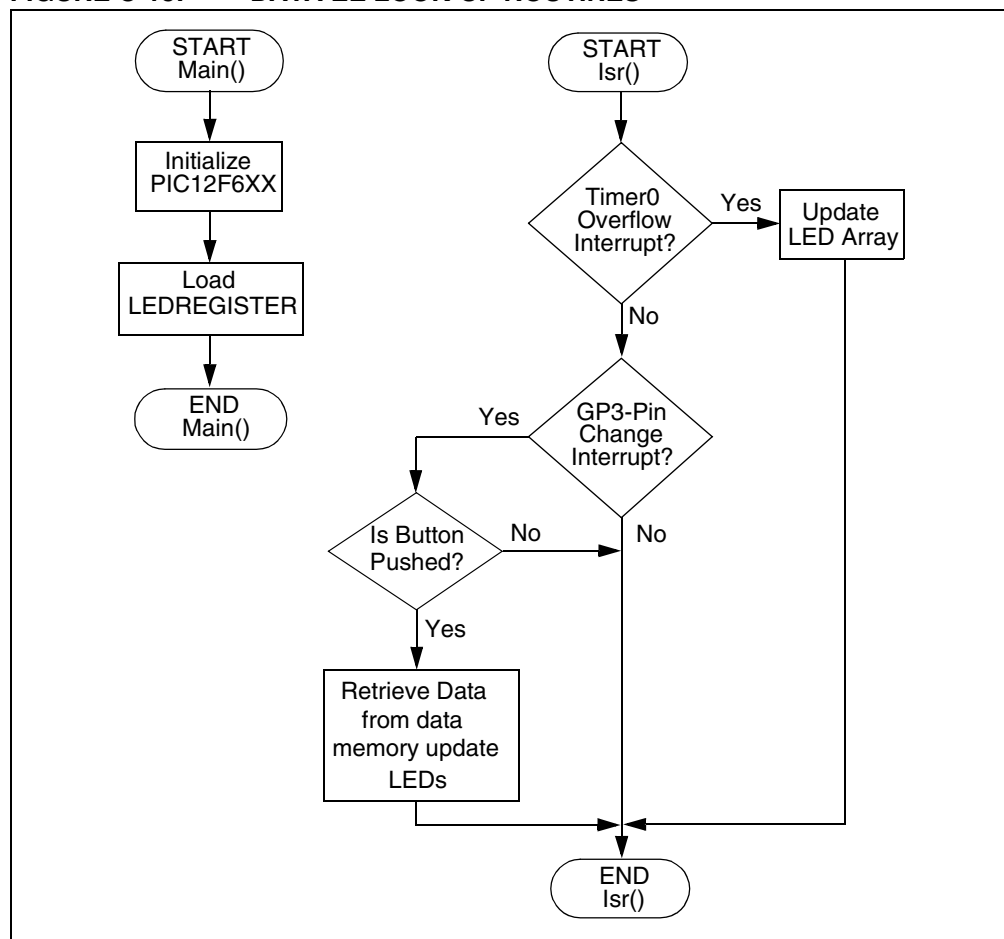 START
Main()
Initialize
PIC12F6XX
Load
LEDREGISTER
END
Main()
START
Isr()
Timer0
Overflow
Interrupt?
Yes
Update
LED Array
No
GP3-Pin
Change
Interrupt?
Yes
No
Is Button
Pushed?
No
Yes
Retrieve Data
from data
memory update
LEDs
END
Isr()